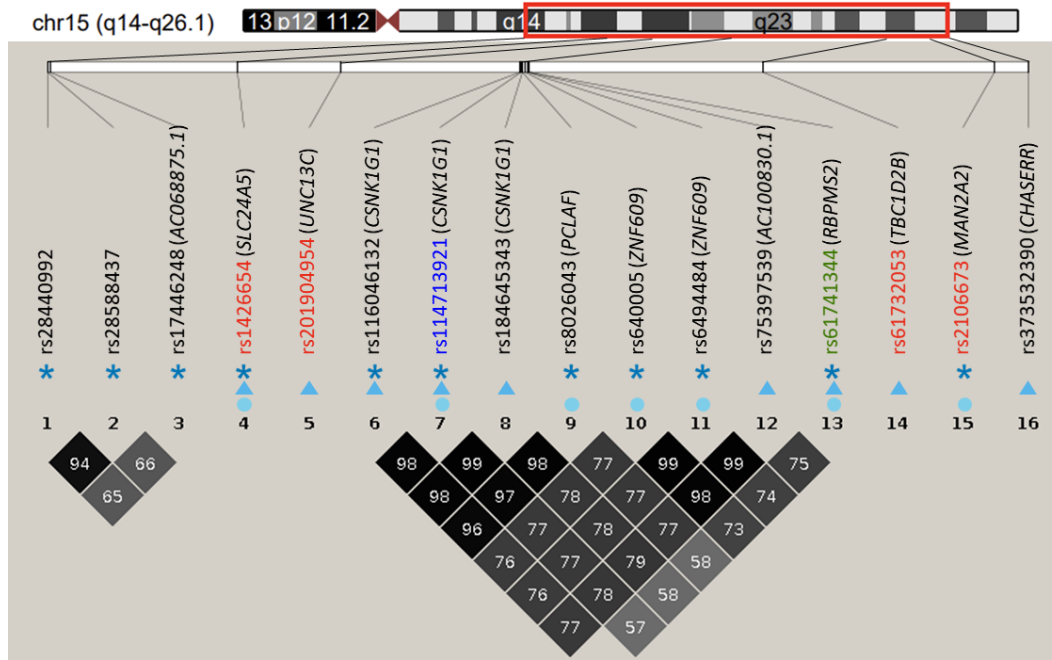 chr15 (q14-q26.1) 13 p12 11.2 q14 q23
rs28440992
rs28588437
rs17446248 (AC068875.1)
rs1426654 (SLC24A5)
rs201904954 (UNC13C)
rs116046132 (CSNK1G1)
rs114713921 (CSNK1G1)
rs184645343 (CSNK1G1)
rs8026043 (PCLAF)
rs640005 (ZNF609)
rs6494484 (ZNF609)
rs75397539 (AC100830.1)
rs61741344 (RBPMS2)
rs61732053 (TBC1D2B)
rs2106673 (MAN2A2)
rs373532390 (CHASERR)
* * * * * * * * * * *
1 2 3 4 5 6 7 8 9 10 11 12 13 14 15 16
94 66 98 99 98 77 99 99 75
65 98 97 78 77 98 74
96 77 78 77 73
76 77 79 58
76 78 58
77 57